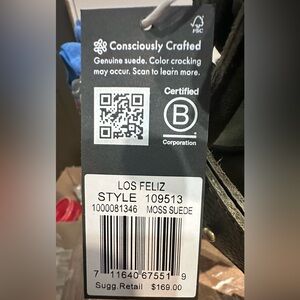 FSC
Consciously Crafted
Genuine suede. Color cracking
may occur. Scan to learn more.
Certified
B
Corporation
LOS FELIZ
STYLE 109513
1000081346 MOSS SUEDE
7 11640 67551 9
Sugg.Retail $169.00